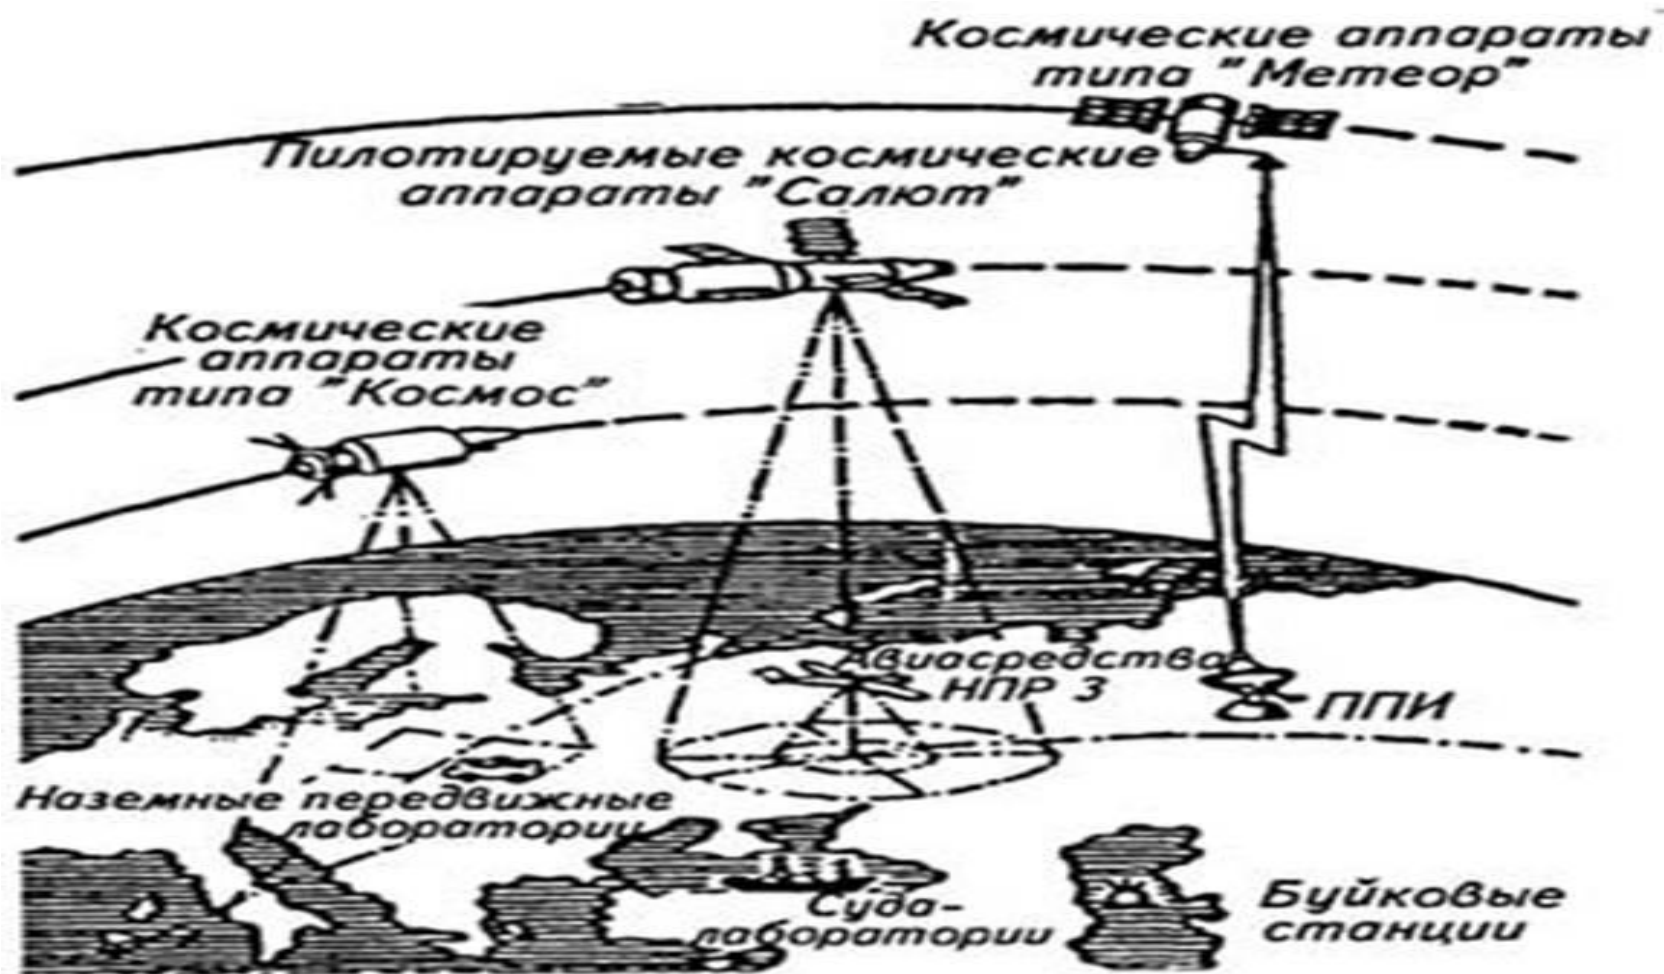 Космические аппараты
типа "Метеор"
Пилотируемые космические
аппараты "Салют"
Космические
аппараты
типа "Космос"
Авиасредства
НПР 3
ППИ
Наземные передвижные
лаборатории
Суда-
лаборатории
Буйковые
станции